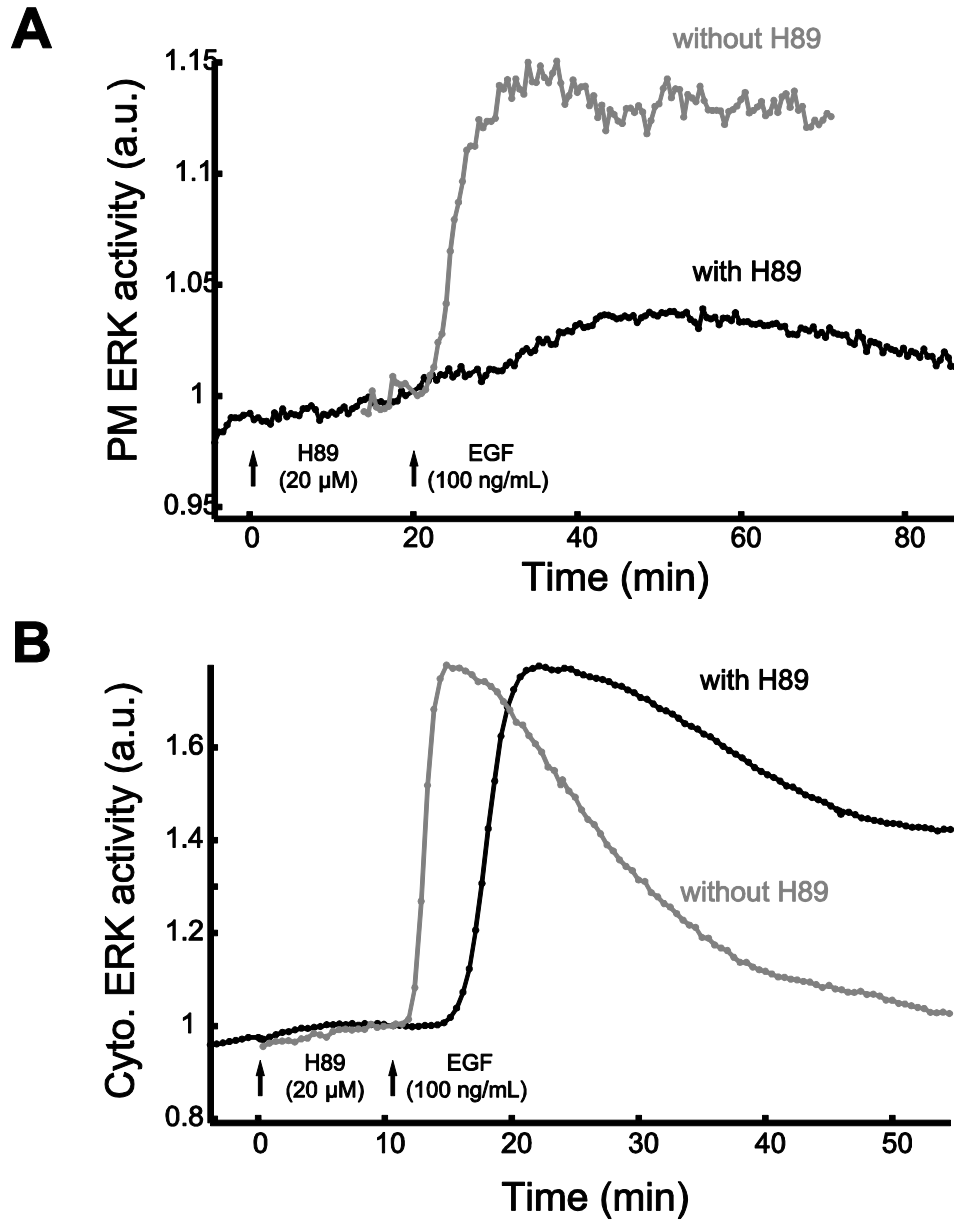 A
without H89
1.15
1.1
1.05
1
0.95
PM ERK activity (a.u.)
with H89
H89
(20 µM)
EGF
(100 ng/mL)
0
20
40
60
80
Time (min)
B
with H89
1.6
1.4
1.2
1
0.8
Cyto. ERK activity (a.u.)
without H89
H89
(20 µM)
EGF
(100 ng/mL)
0
10
20
30
40
50
Time (min)